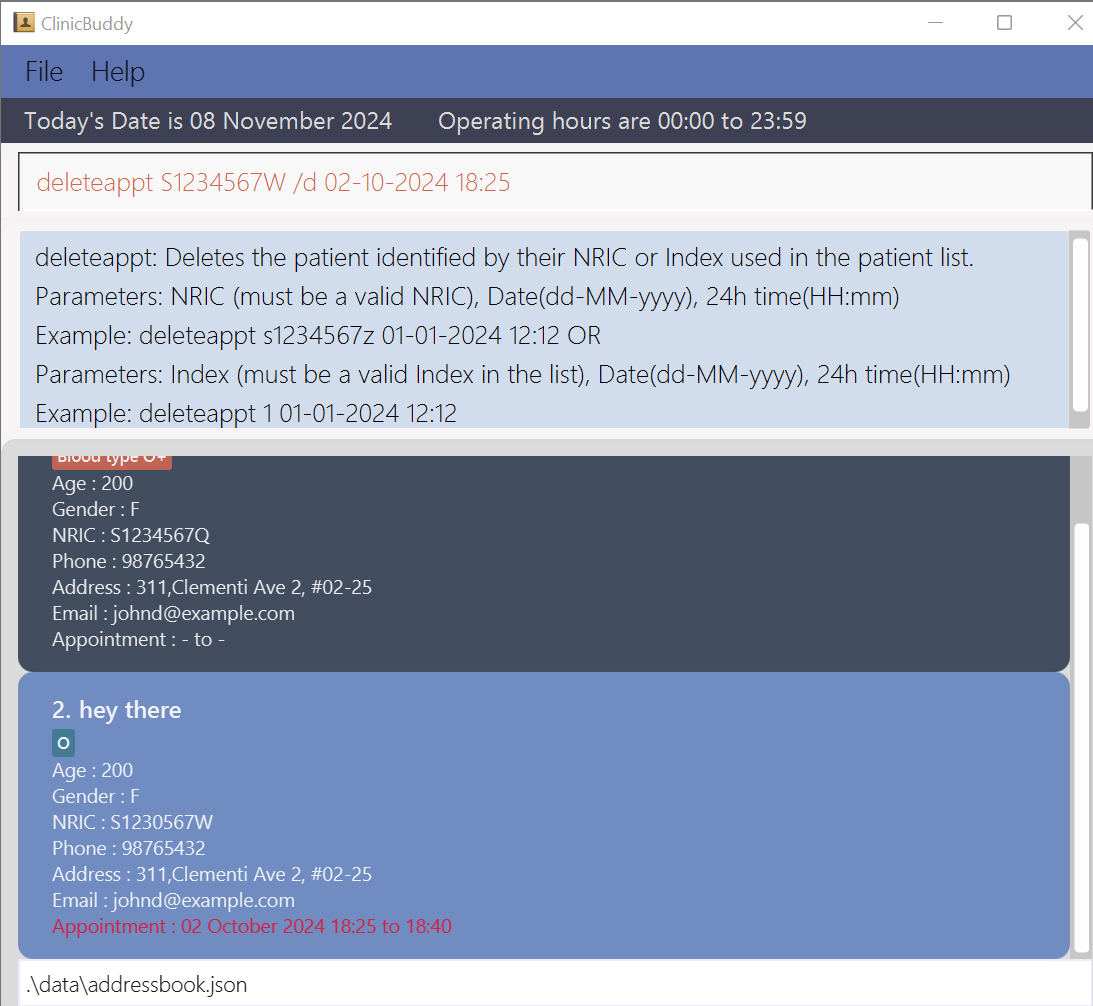 ClinicBuddy
File Help
Today's Date is 08 November 2024 Operating hours are 00:00 to 23:59
deleteappt S1234567W /d 02-10-2024 18:25
deleteappt: Deletes the patient identified by their NRIC or Index used in the patient list.
Parameters: NRIC (must be a valid NRIC), Date(dd-MM-yyyy), 24h time(HH:mm)
Example: deleteappt s1234567z 01-01-2024 12:12 OR
Parameters: Index (must be a valid Index in the list), Date(dd-MM-yyyy), 24h time(HH:mm)
Example: deleteappt 1 01-01-2024 12:12
Blood type O+
Age : 200
Gender : F
NRIC : S1234567Q
Phone : 98765432
Address : 311,Clementi Ave 2, #02-25
Email : johnd@example.com
Appointment : - to -
2. hey there
O
Age : 200
Gender : F
NRIC : S1230567W
Phone : 98765432
Address : 311,Clementi Ave 2, #02-25
Email : johnd@example.com
Appointment : 02 October 2024 18:25 to 18:40
.\data\addressbook.json